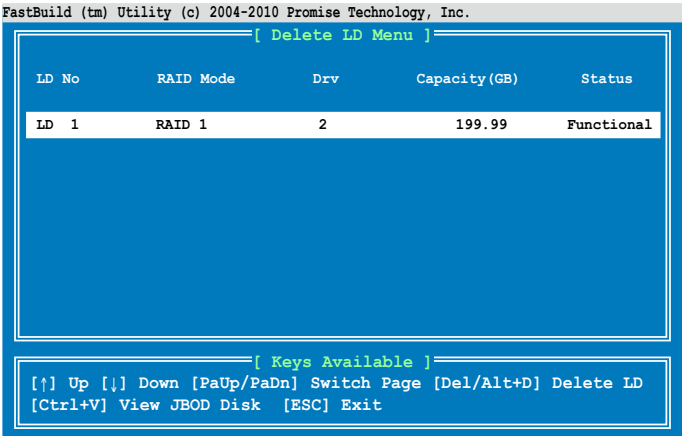 FastBuild (tm) Utility (c) 2004-2010 Promise Technology, Inc.
[ Delete LD Menu ]
LD No RAID Mode Drv Capacity(GB) Status
LD 1 RAID 1 2 199.99 Functional
[ Keys Available ]
[↑] Up [↓] Down [PaUp/PaDn] Switch Page [Del/Alt+D] Delete LD
[Ctrl+V] View JBOD Disk [ESC] Exit